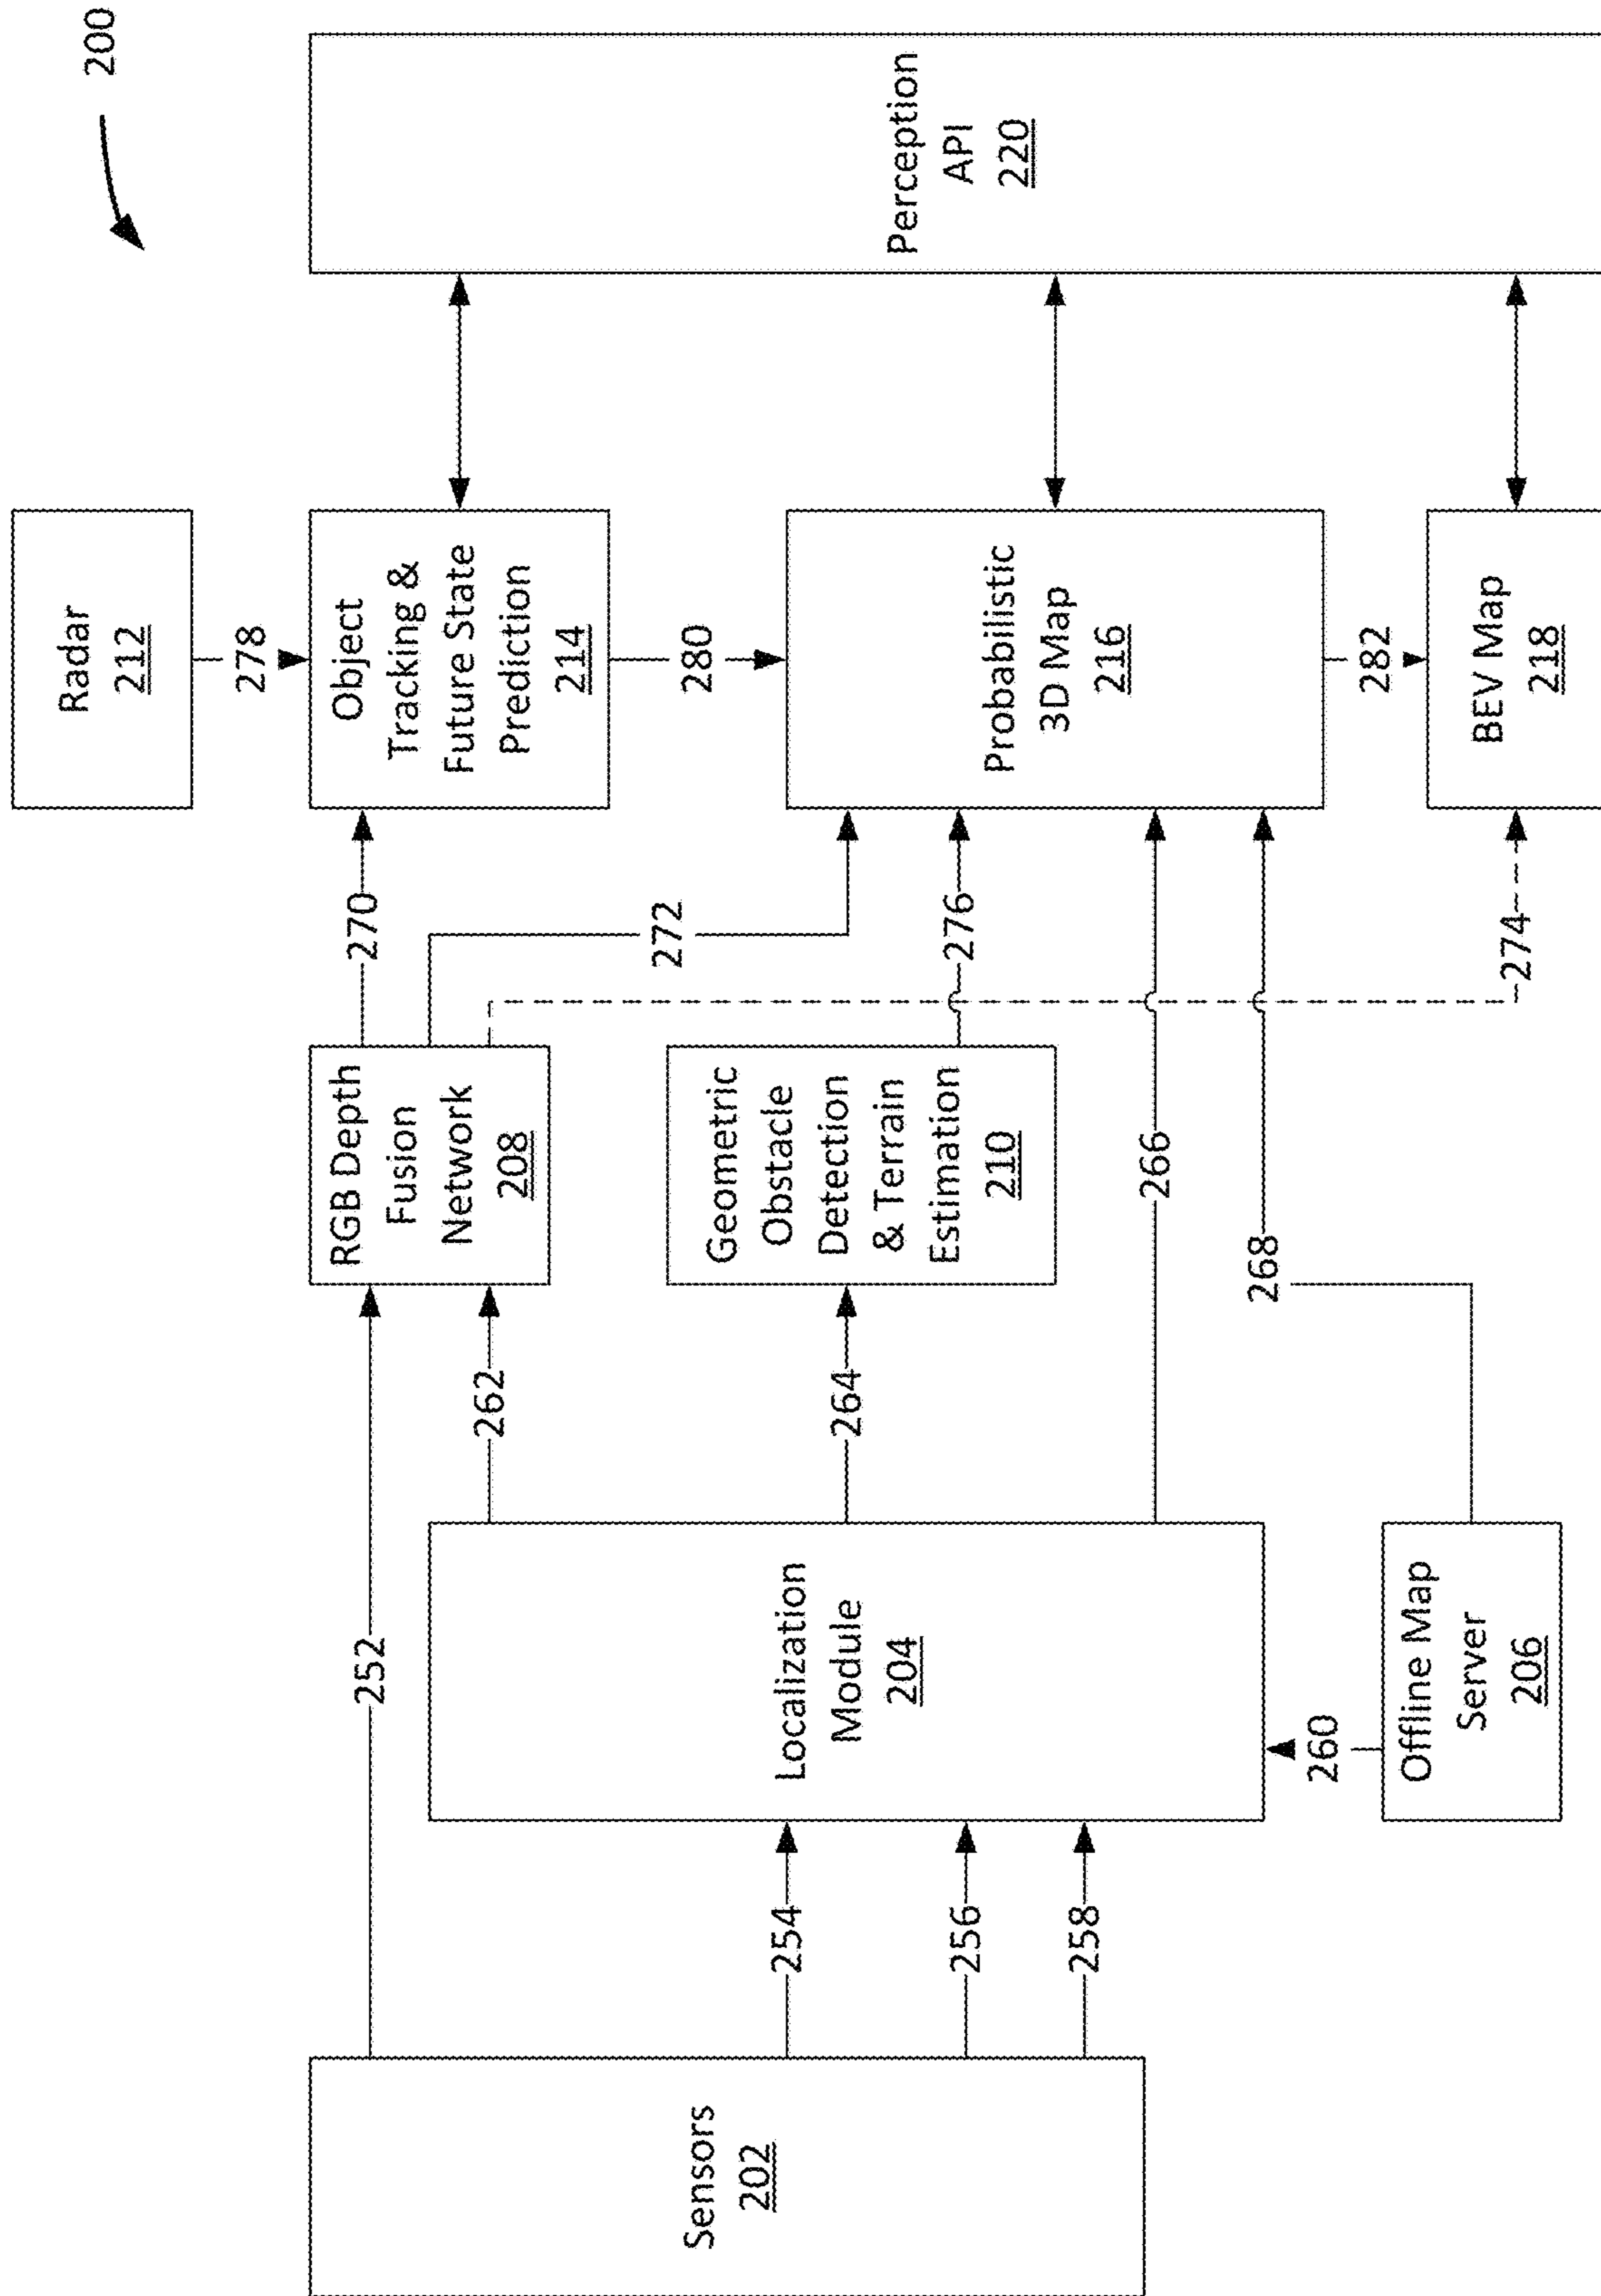 200
Sensors
202
252
254
256
258
Localization
Module
204
Offline Map
Server
206
260
262
264
266
268
RGB Depth
Fusion
Network
208
Geometric
Obstacle
Detection
& Terrain
Estimation
210
270
272
276
274
Radar
212
278
Object
Tracking &
Future State
Prediction
214
280
Probabilistic
3D Map
216
282
BEV Map
218
Perception
API
220